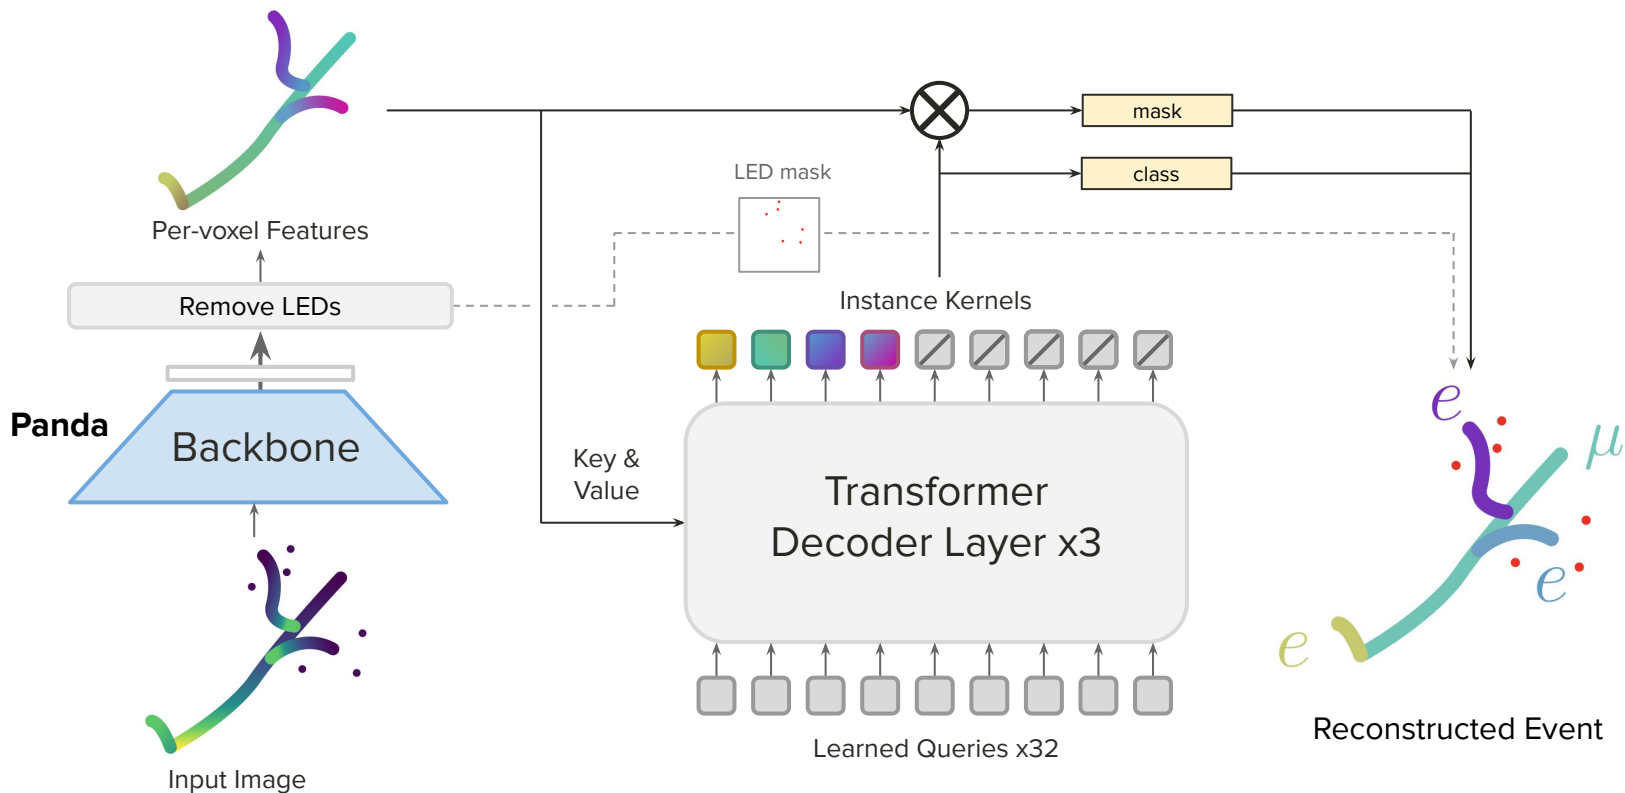 mask
LED mask
class
Per-voxel Features
Remove LEDs
Instance Kernels
Panda
Backbone
Key &
Value
Transformer
Decoder Layer x3
e
μ
e
e
Learned Queries x32
Reconstructed Event
Input Image